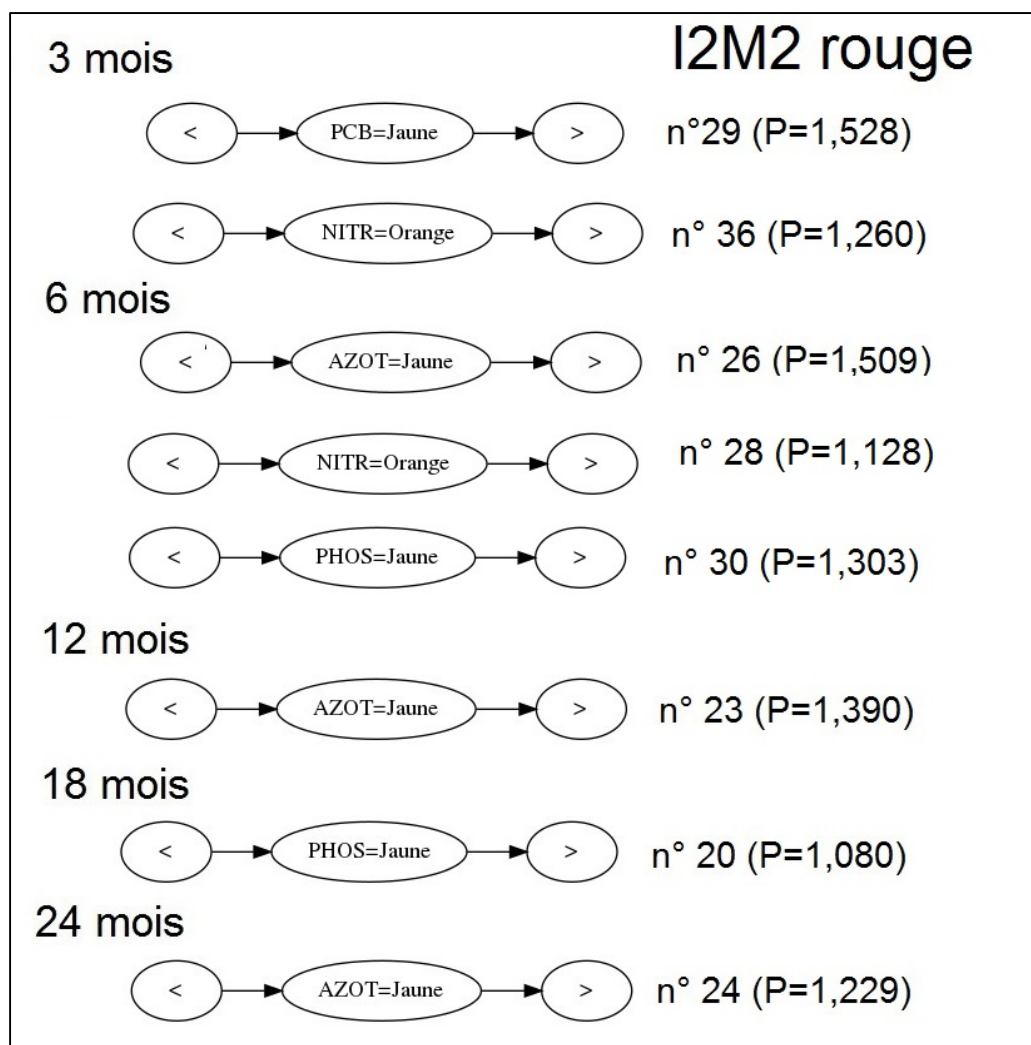 3 mois
I2M2 rouge
< PCB=Jaune > n°29 (P=1,528)
< NITR=Orange > n° 36 (P=1,260)
6 mois
< AZOT=Jaune > n° 26 (P=1,509)
< NITR=Orange > n° 28 (P=1,128)
< PHOS=Jaune > n° 30 (P=1,303)
12 mois
< AZOT=Jaune > n° 23 (P=1,390)
18 mois
< PHOS=Jaune > n° 20 (P=1,080)
24 mois
< AZOT=Jaune > n° 24 (P=1,229)